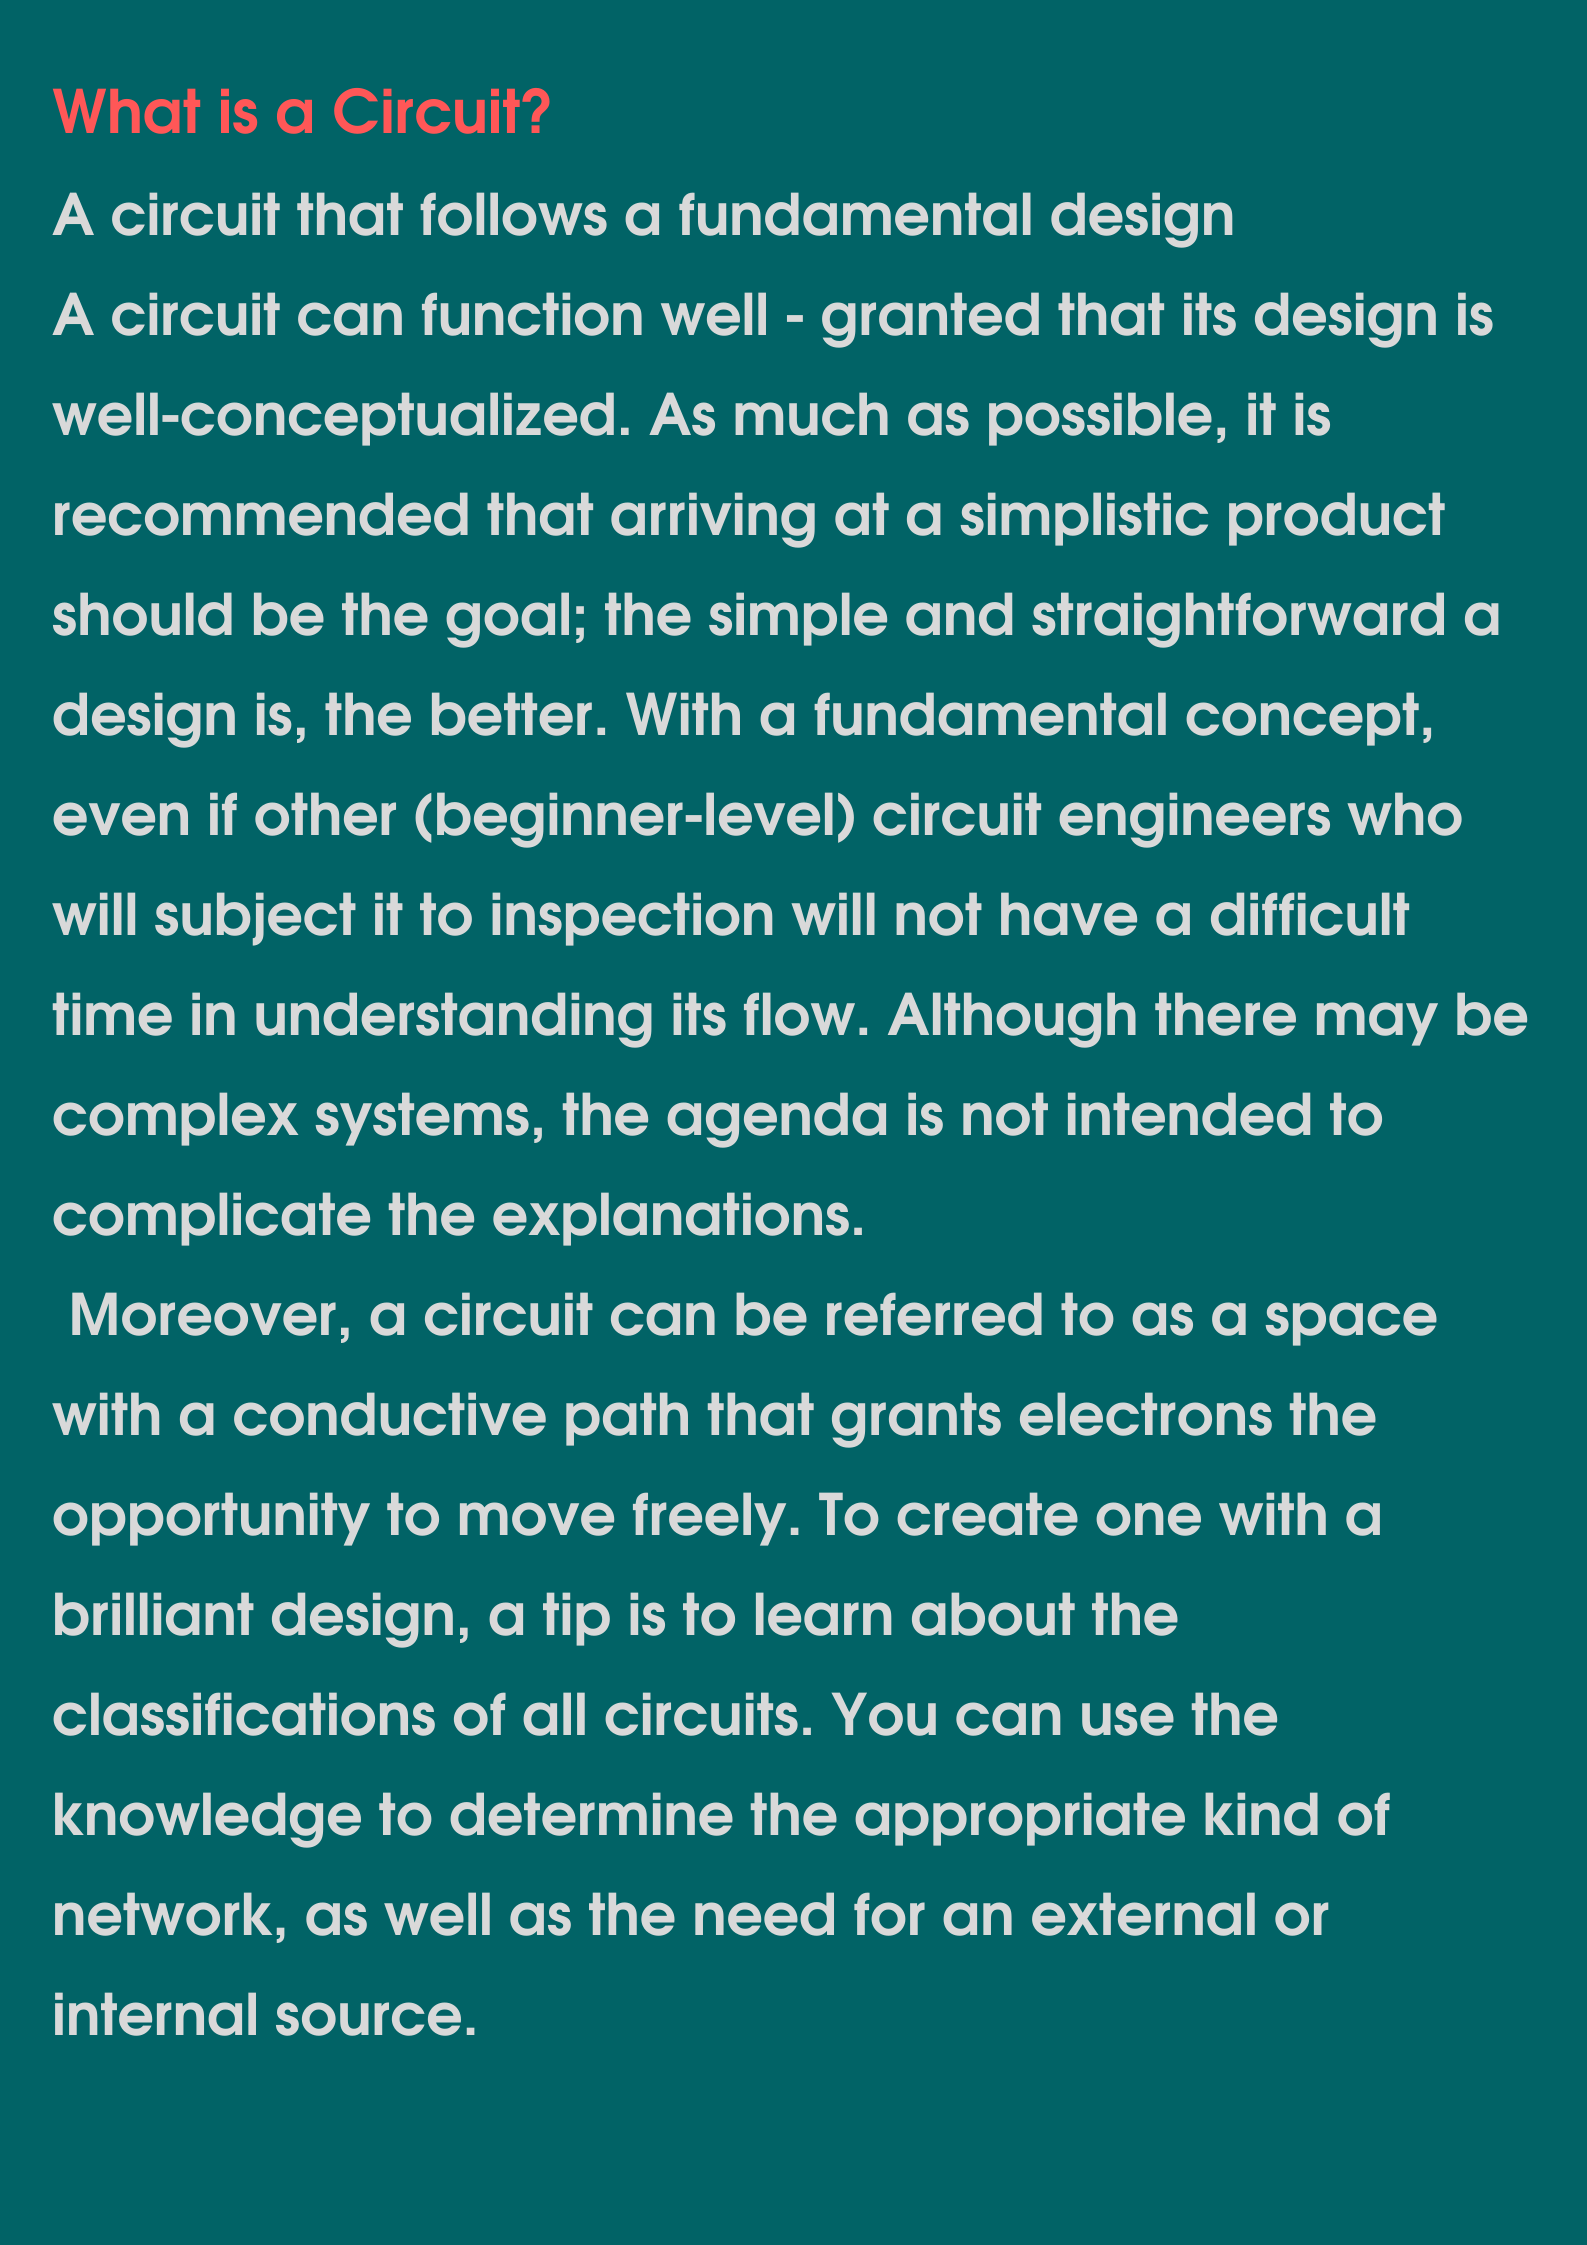 What is a Circuit?
A circuit that follows a fundamental design
A circuit can function well - granted that its design is
well-conceptualized. As much as possible, it is
recommended that arriving at a simplistic product
should be the goal; the simple and straightforward a
design is, the better. With a fundamental concept,
even if other (beginner-level) circuit engineers who
will subject it to inspection will not have a difficult
time in understanding its flow. Although there may be
complex systems, the agenda is not intended to
complicate the explanations.
Moreover, a circuit can be referred to as a space
with a conductive path that grants electrons the
opportunity to move freely. To create one with a
brilliant design, a tip is to learn about the
classifications of all circuits. You can use the
knowledge to determine the appropriate kind of
network, as well as the need for an external or
internal source.